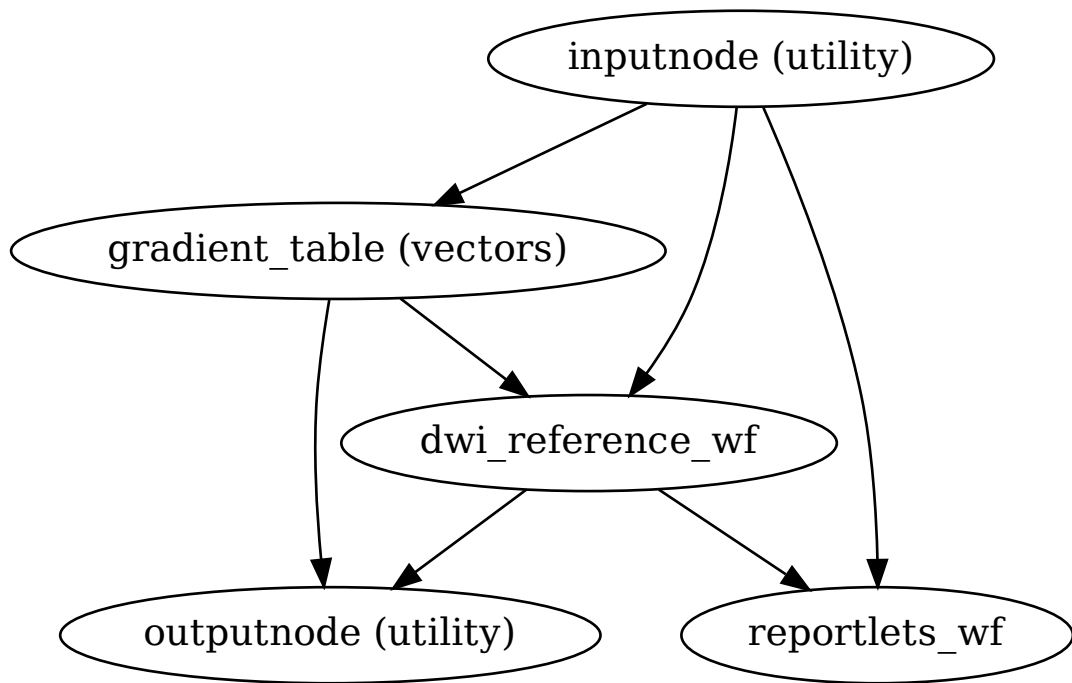 inputnode (utility)
gradient_table (vectors)
dwi_reference_wf
outputnode (utility)
reportlets_wf